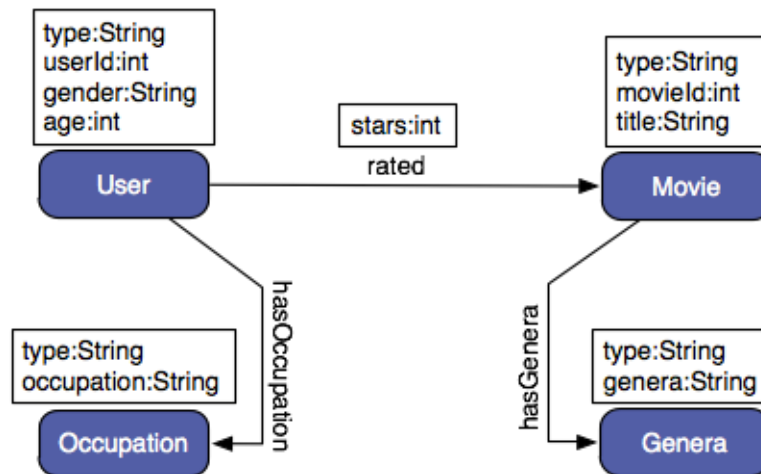 type:String
userId:int
gender:String
age:int
User
stars:int
rated
type:String
movieId:int
title:String
Movie
hasOccupation
hasGenera
type:String
occupation:String
Occupation
type:String
genera:String
Genera